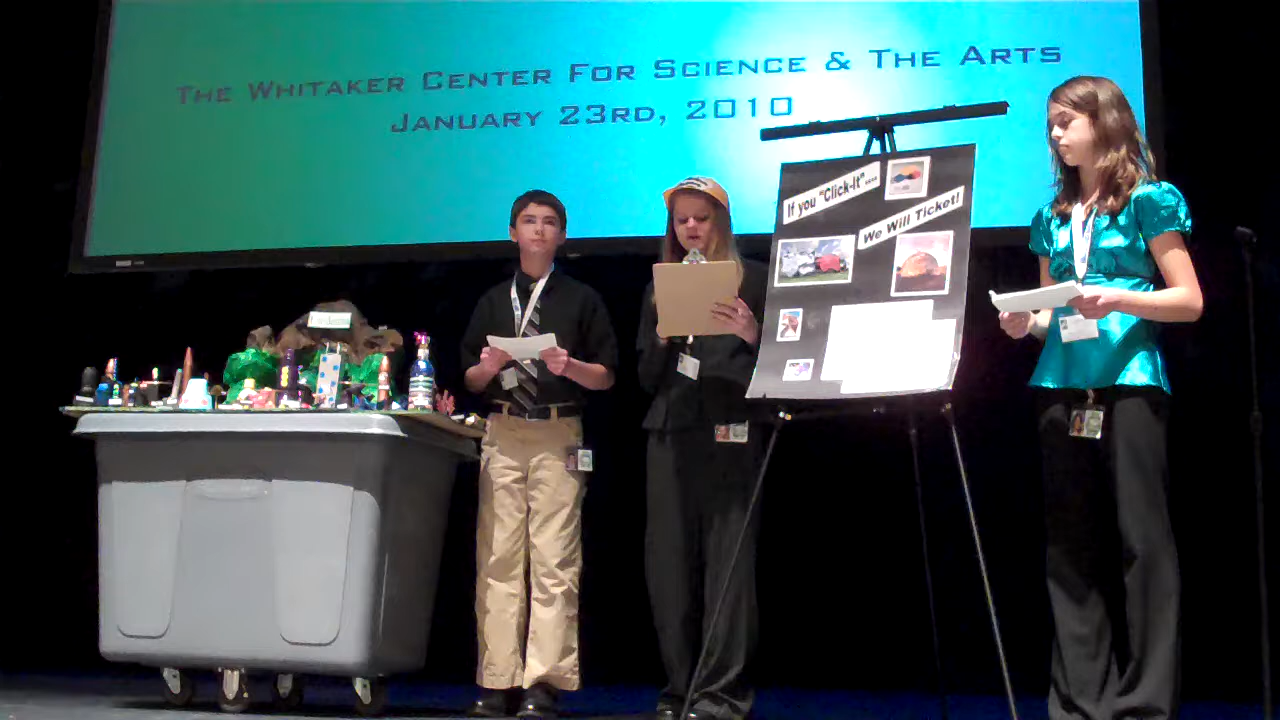 The Whitaker Center For Science & The Arts
January 23rd, 2010
If you "Click-It" ....
We Will Ticket!